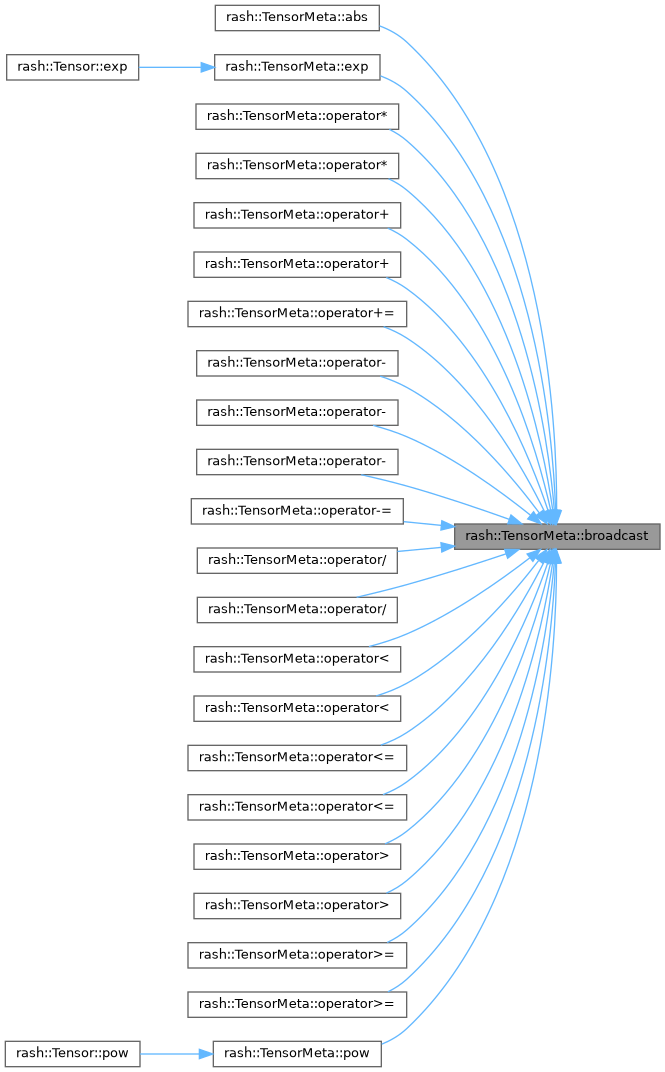 rash::TensorMeta::abs
rash::Tensor::exp
rash::TensorMeta::exp
rash::TensorMeta::operator*
rash::TensorMeta::operator*
rash::TensorMeta::operator+
rash::TensorMeta::operator+
rash::TensorMeta::operator+=
rash::TensorMeta::operator-
rash::TensorMeta::operator-
rash::TensorMeta::operator-
rash::TensorMeta::operator-=
rash::TensorMeta::broadcast
rash::TensorMeta::operator/
rash::TensorMeta::operator/
rash::TensorMeta::operator<
rash::TensorMeta::operator<
rash::TensorMeta::operator<=
rash::TensorMeta::operator<=
rash::TensorMeta::operator>
rash::TensorMeta::operator>
rash::TensorMeta::operator>=
rash::TensorMeta::operator>=
rash::Tensor::pow
rash::TensorMeta::pow